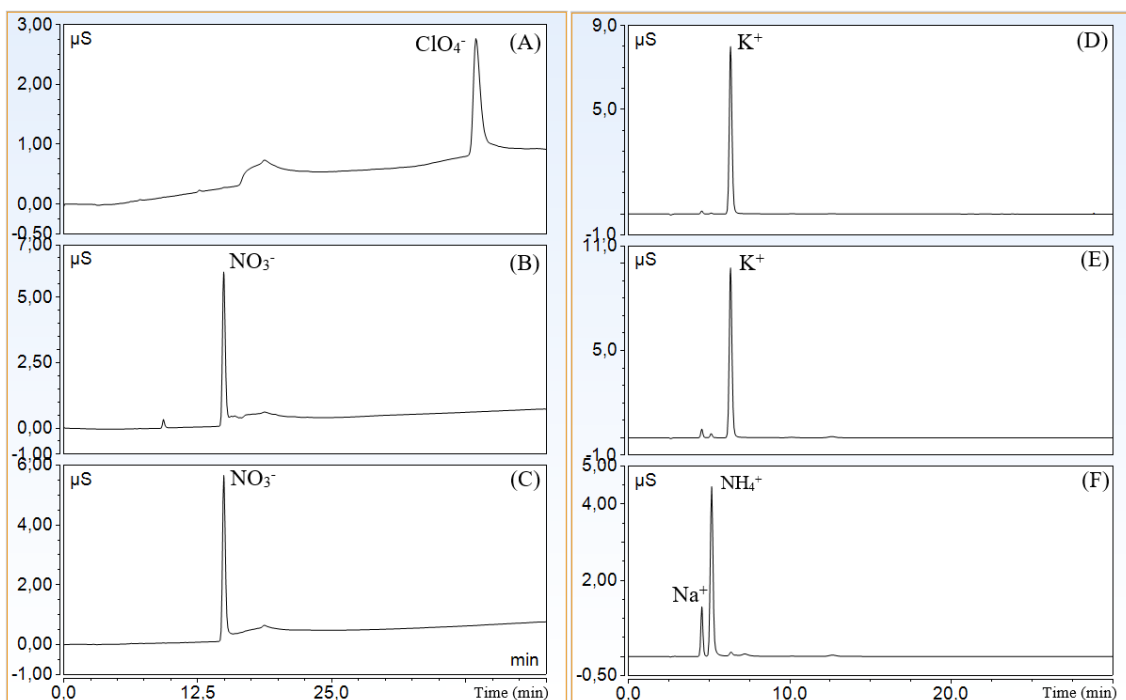 3,00
µS
ClO₄⁻
(A)
2,00
1,00
0,00
-0,50
7,00
µS
NO₃⁻
(B)
5,00
2,50
0,00
-1,00
6,00
µS
NO₃⁻
(C)
4,00
2,00
0,00
-1,00
min
0,0
12,5
25,0
Time (min)
9,0
µS
K⁺
(D)
5,0
-1,0
11,0
µS
K⁺
(E)
5,0
-1,0
5,00
µS
NH₄⁺
(F)
2,00
Na⁺
-0,50
0,0
10,0
20,0
Time (min)